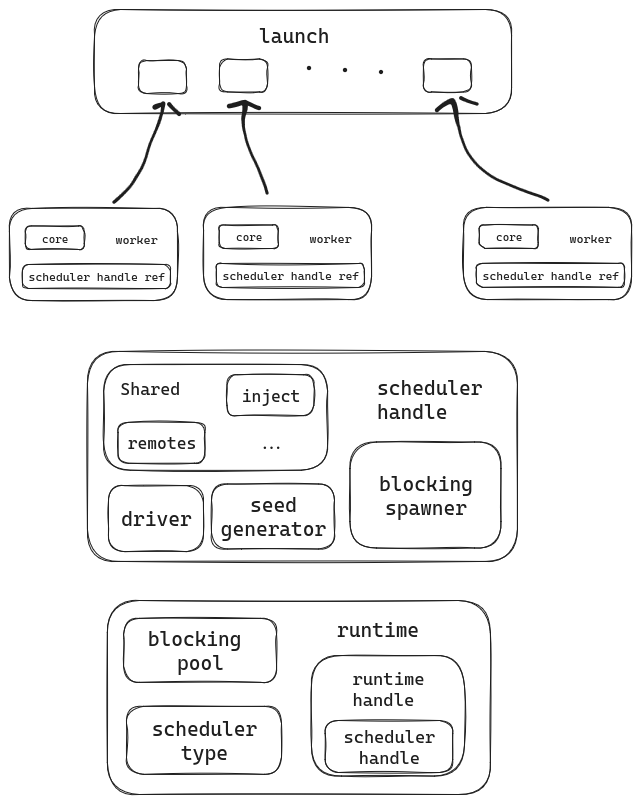 launch
core
worker
scheduler handle ref
core
worker
scheduler handle ref
core
worker
scheduler handle ref
Shared
inject
remotes
...
scheduler
handle
blocking
spawner
driver
seed
generator
runtime
blocking
pool
runtime
handle
scheduler
type
scheduler
handle